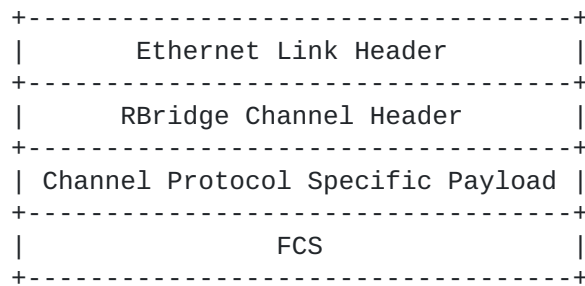 +-----------------------------------+
|       Ethernet Link Header        |
+-----------------------------------+
|      RBridge Channel Header       |
+-----------------------------------+
| Channel Protocol Specific Payload |
+-----------------------------------+
|                FCS                |
+-----------------------------------+